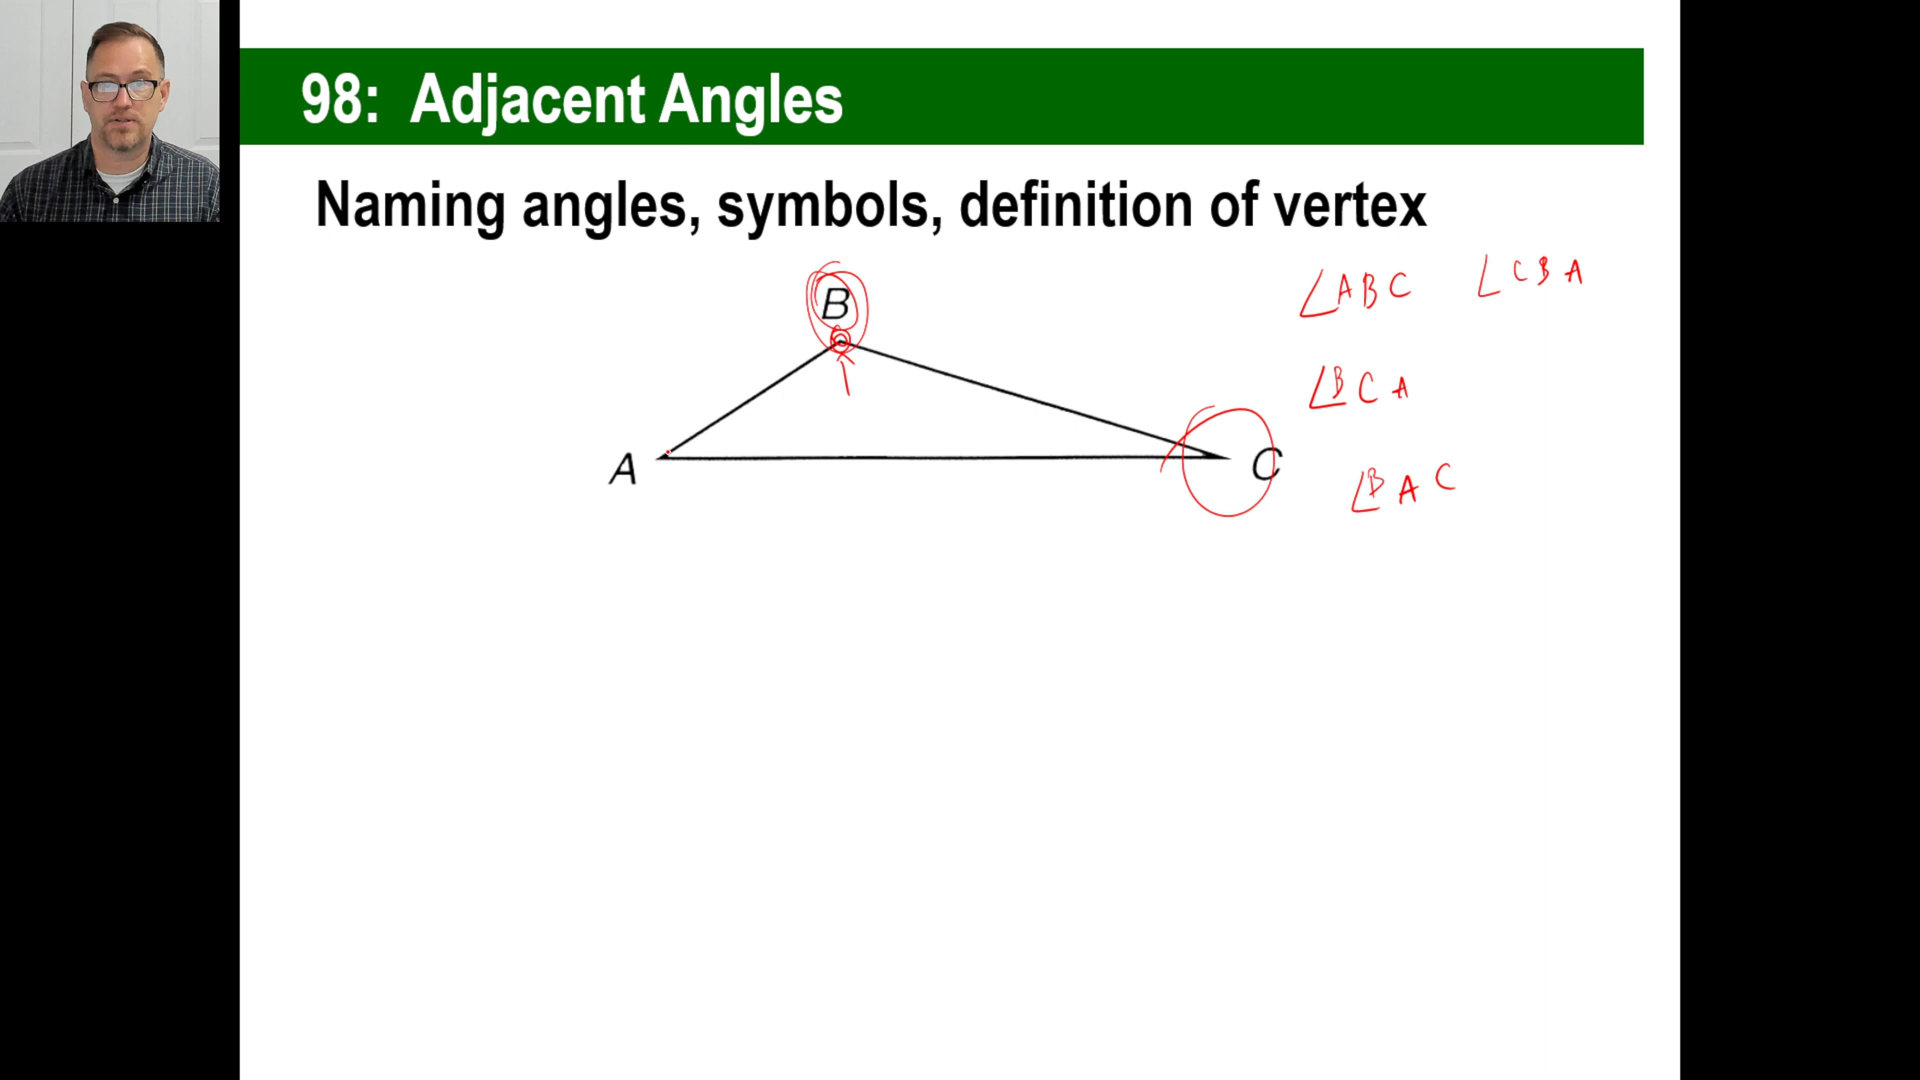 98: Adjacent Angles
Naming angles, symbols, definition of vertex
∠ABC ∠CBA
B
∠BCA
A C
∠BAC